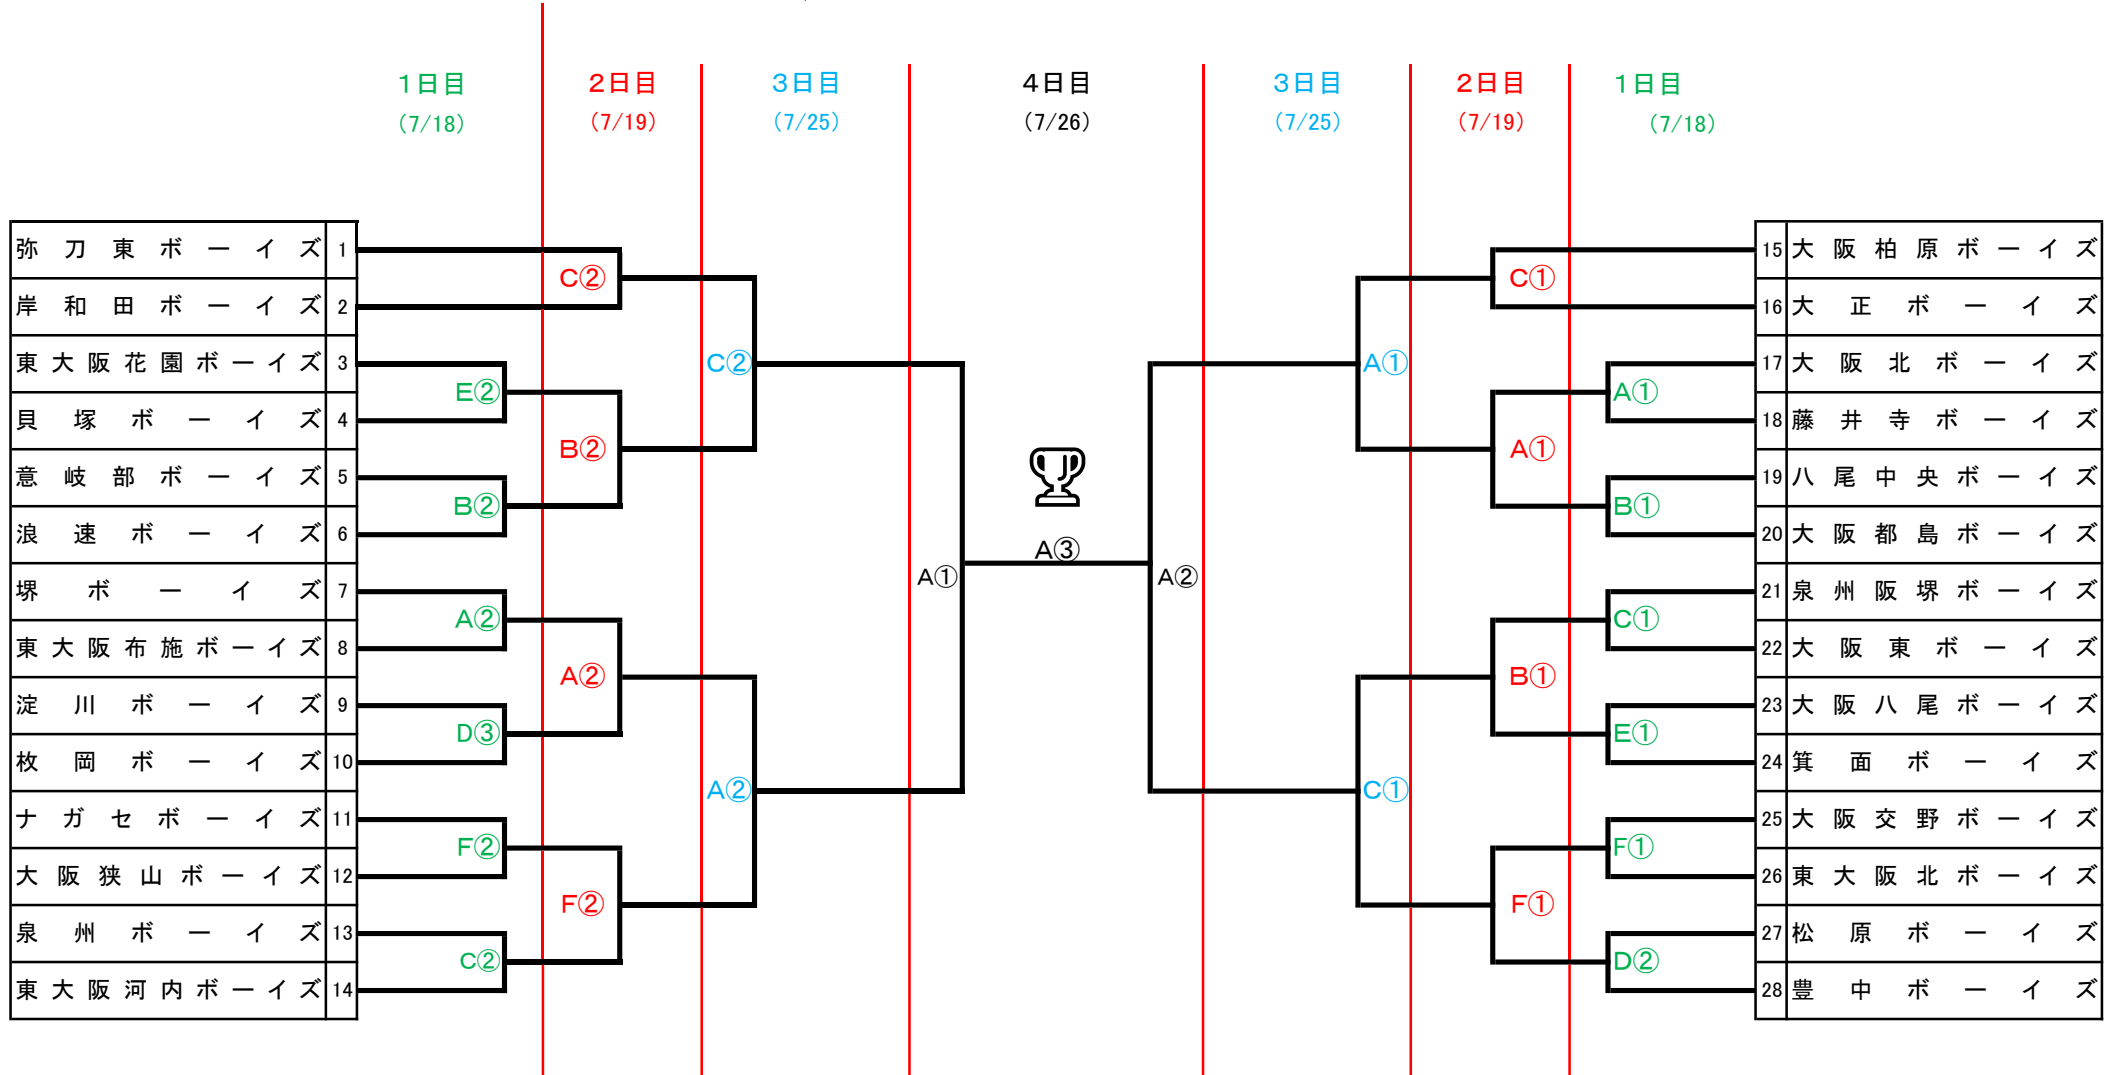 1日目 2日目 3日目 4日目 3日目 2日目 1日目
(7/18) (7/19) (7/25) (7/26) (7/25) (7/19) (7/18)
弥刀東ボーイズ 1
岸和田ボーイズ 2
東大阪花園ボーイズ 3
貝塚ボーイズ 4
意岐部ボーイズ 5
浪速ボーイズ 6
堺ボーイズ 7
東大阪布施ボーイズ 8
淀川ボーイズ 9
枚岡ボーイズ 10
ナガセボーイズ 11
大阪狭山ボーイズ 12
泉州ボーイズ 13
東大阪河内ボーイズ 14
E②
B②
A②
D③
F②
C②
C②
B②
A②
F②
C②
A②
A①
A③
A②
A①
C①
C①
A①
B①
F①
A①
B①
C①
E①
F①
D②
15 大阪柏原ボーイズ
16 大正ボーイズ
17 大阪北ボーイズ
18 藤井寺ボーイズ
19 八尾中央ボーイズ
20 大阪都島ボーイズ
21 泉州阪堺ボーイズ
22 大阪東ボーイズ
23 大阪八尾ボーイズ
24 箕面ボーイズ
25 大阪交野ボーイズ
26 東大阪北ボーイズ
27 松原ボーイズ
28 豊中ボーイズ